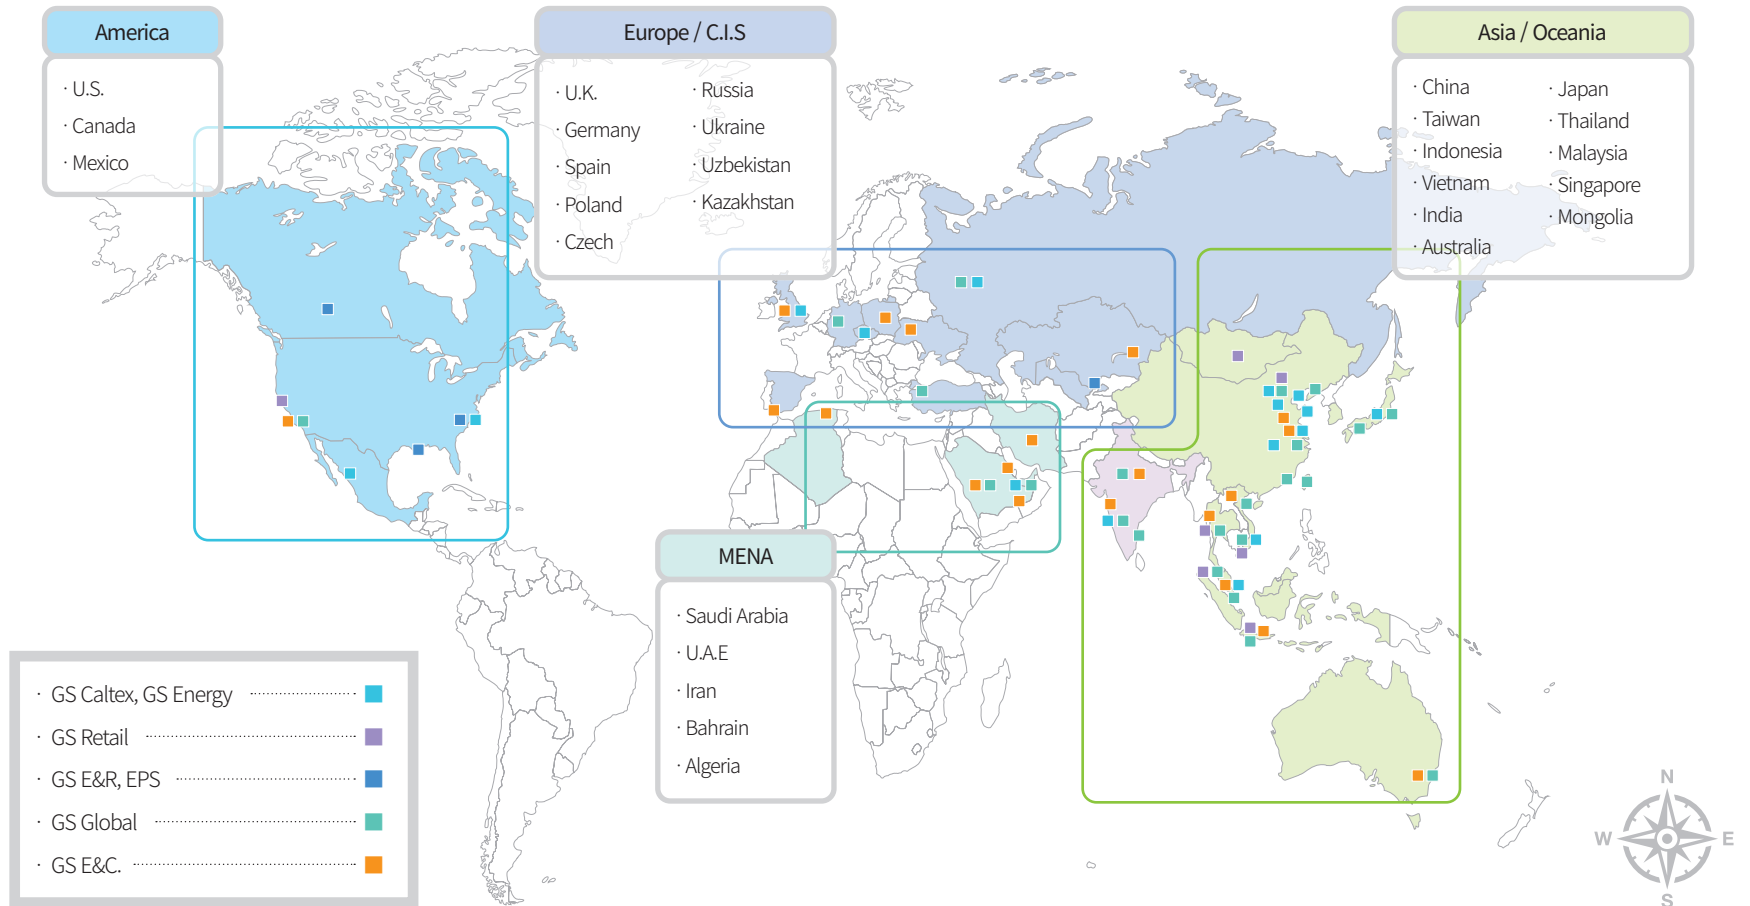 America
· U.S.
· Canada
· Mexico
Europe / C.I.S
· U.K.
· Germany
· Spain
· Poland
· Czech
· Russia
· Ukraine
· Uzbekistan
· Kazakhstan
Asia / Oceania
· China
· Taiwan
· Indonesia
· Vietnam
· India
· Australia
· Japan
· Thailand
· Malaysia
· Singapore
· Mongolia
MENA
· Saudi Arabia
· U.A.E
· Iran
· Bahrain
· Algeria
· GS Caltex, GS Energy
· GS Retail
· GS E&R, EPS
· GS Global
· GS E&C.
N
W
E
S